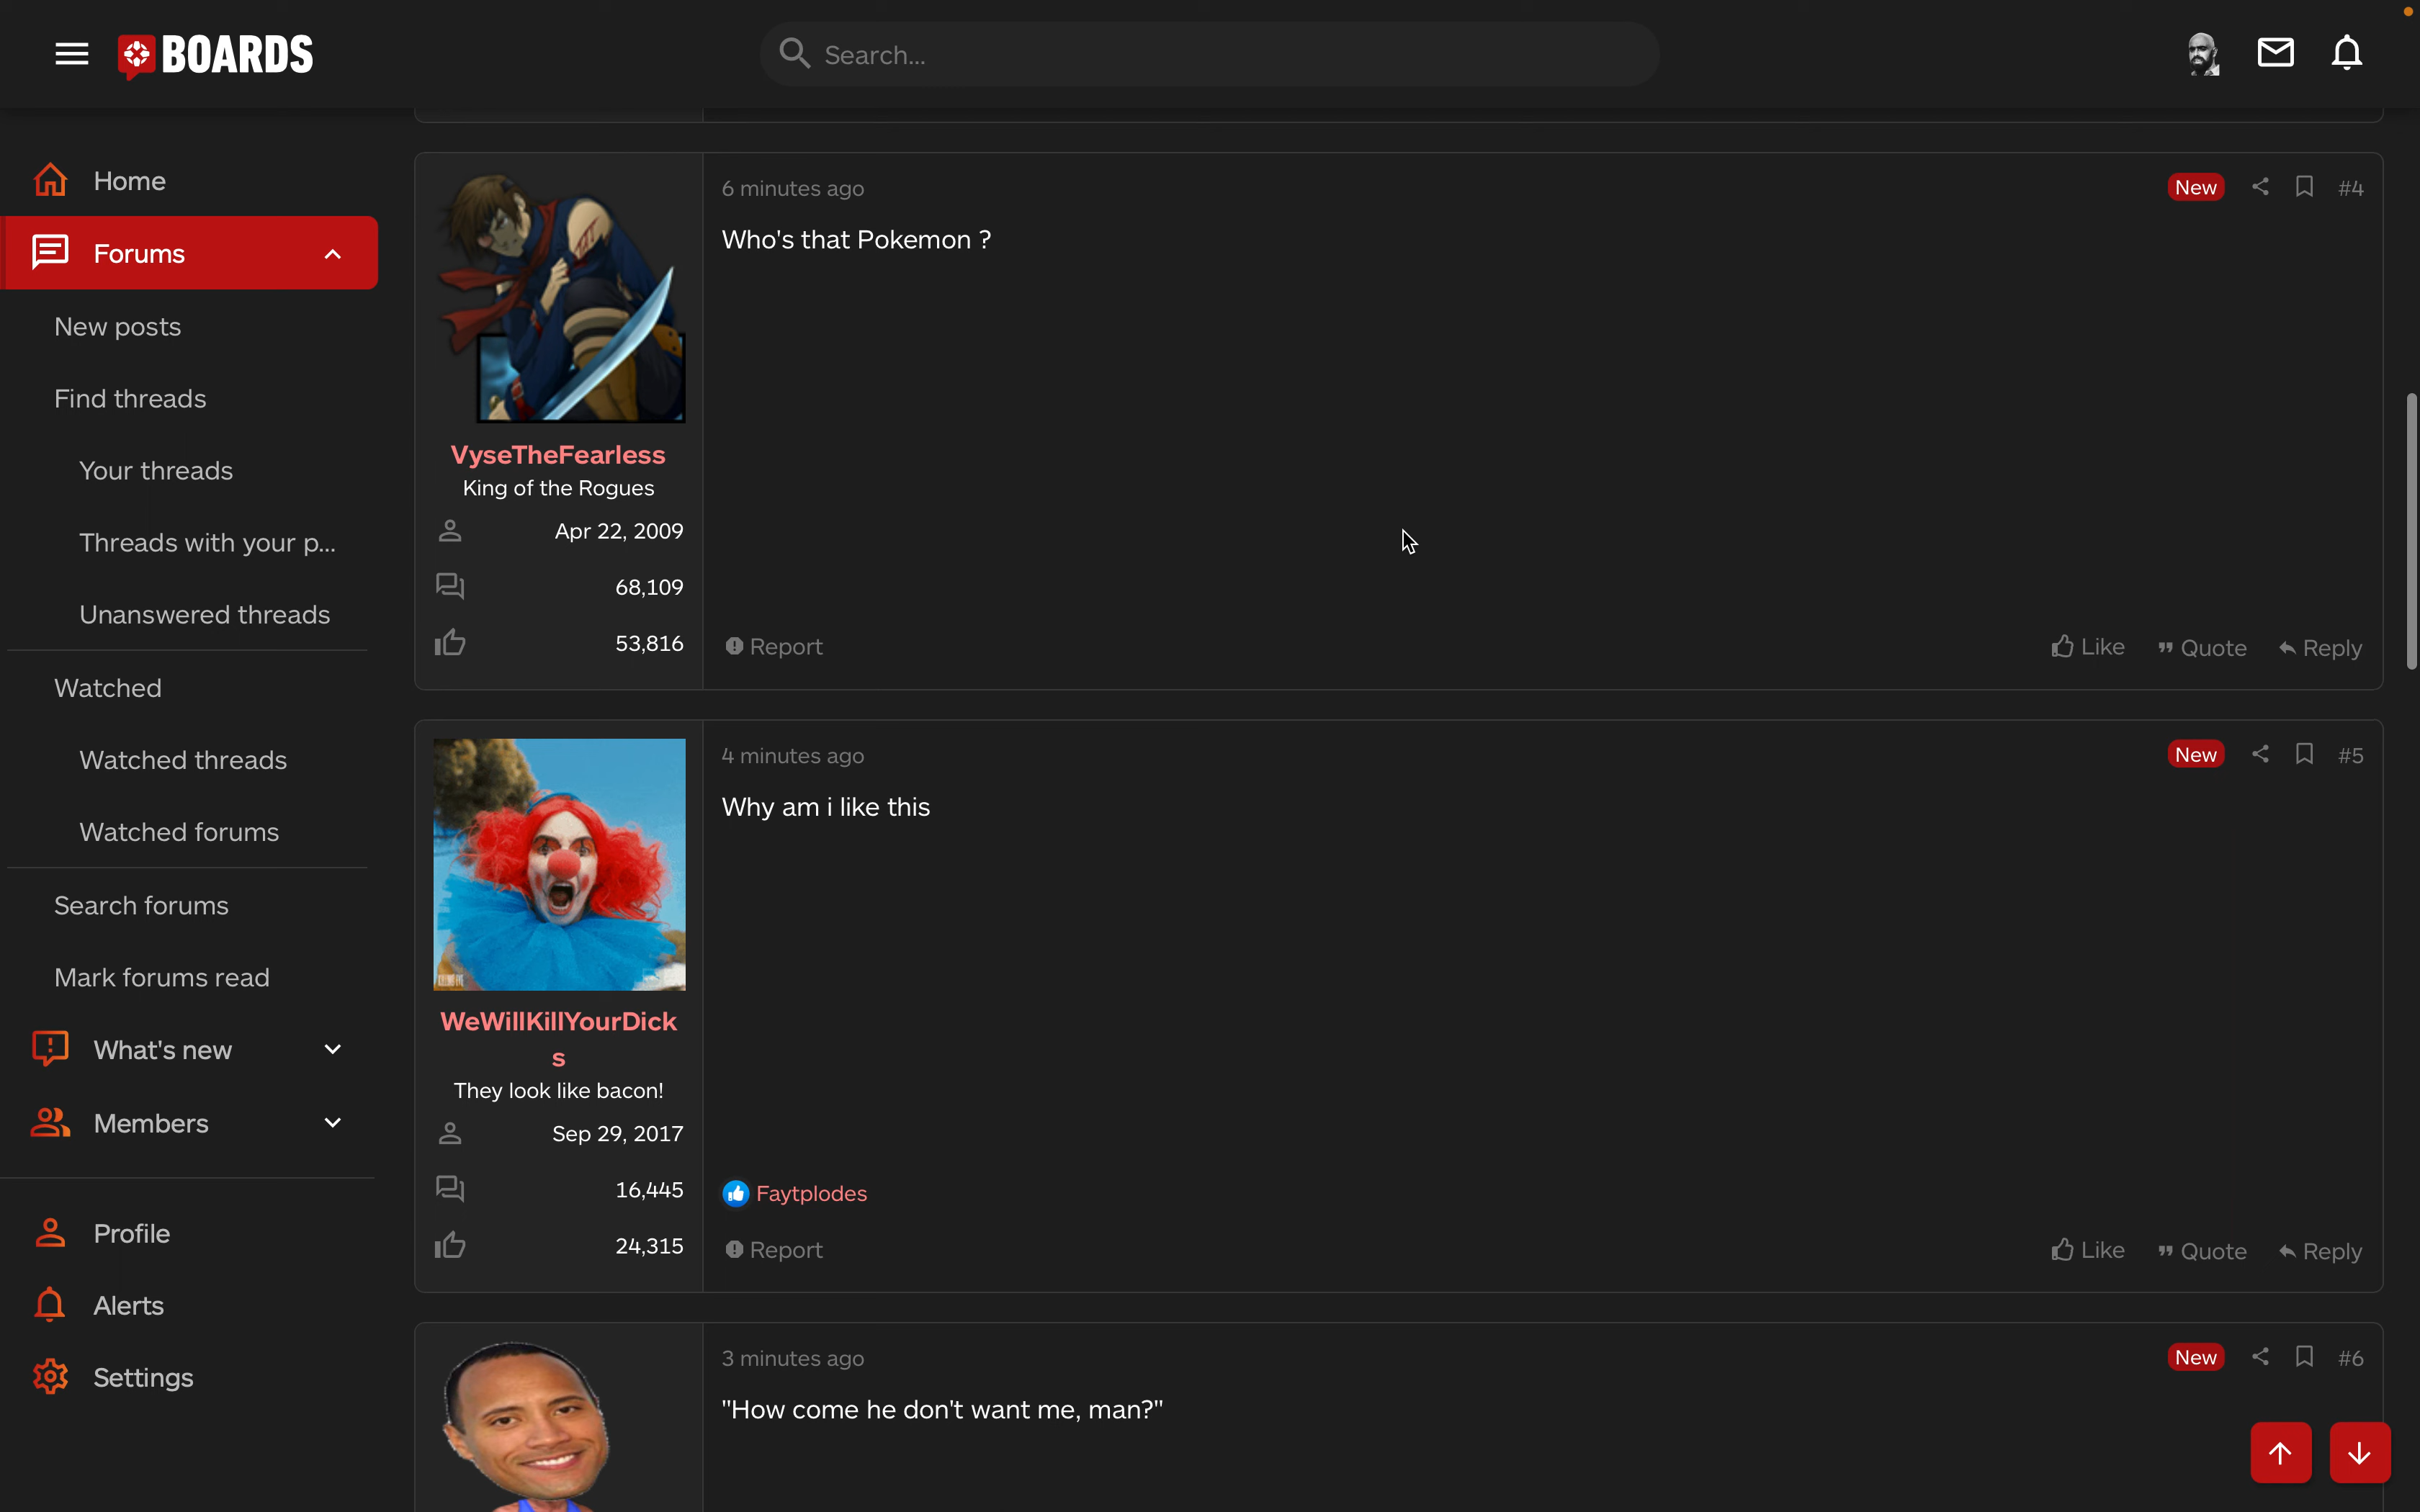 BOARDS
Search...
Home
Forums
New posts
Find threads
Your threads
Threads with your p...
Unanswered threads
Watched
Watched threads
Watched forums
Search forums
Mark forums read
What's new
Members
Profile
Alerts
Settings
6 minutes ago
New
#4
Who's that Pokemon ?
VyseTheFearless
King of the Rogues
Apr 22, 2009
68,109
53,816
Report
Like
Quote
Reply
4 minutes ago
New
#5
Why am i like this
WeWillKillYourDick
s
They look like bacon!
Sep 29, 2017
16,445
24,315
Faytplodes
Report
Like
Quote
Reply
3 minutes ago
New
#6
"How come he don't want me, man?"